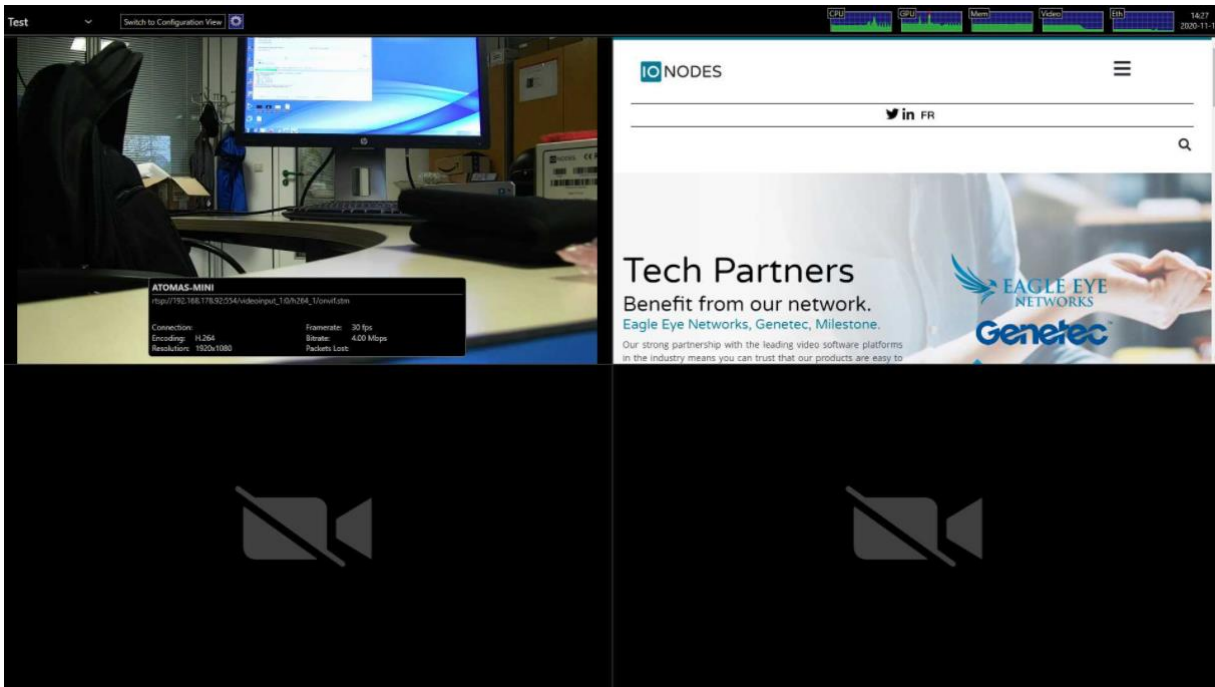 Test
Switch to Configuration View
CPU
GPU
Mem
Video
Eth
14:27
2020-11-1
IONODES
FR
Tech Partners
Benefit from our network.
Eagle Eye Networks, Genetec, Milestone.
Our strong partnership with the leading video software platforms
in the industry means you can trust that our products are easy to
EAGLE EYE
NETWORKS
Genetec
hp
IONODES
ATOMAS-MINI
rtsp://192.168.178.92:554/videoinput_1:0/h264_1/onvif.stm
Connection:
Framerate: 30 fps
Encoding: H.264
Bitrate: 4.00 Mbps
Resolution: 1920x1080
Packets Lost: